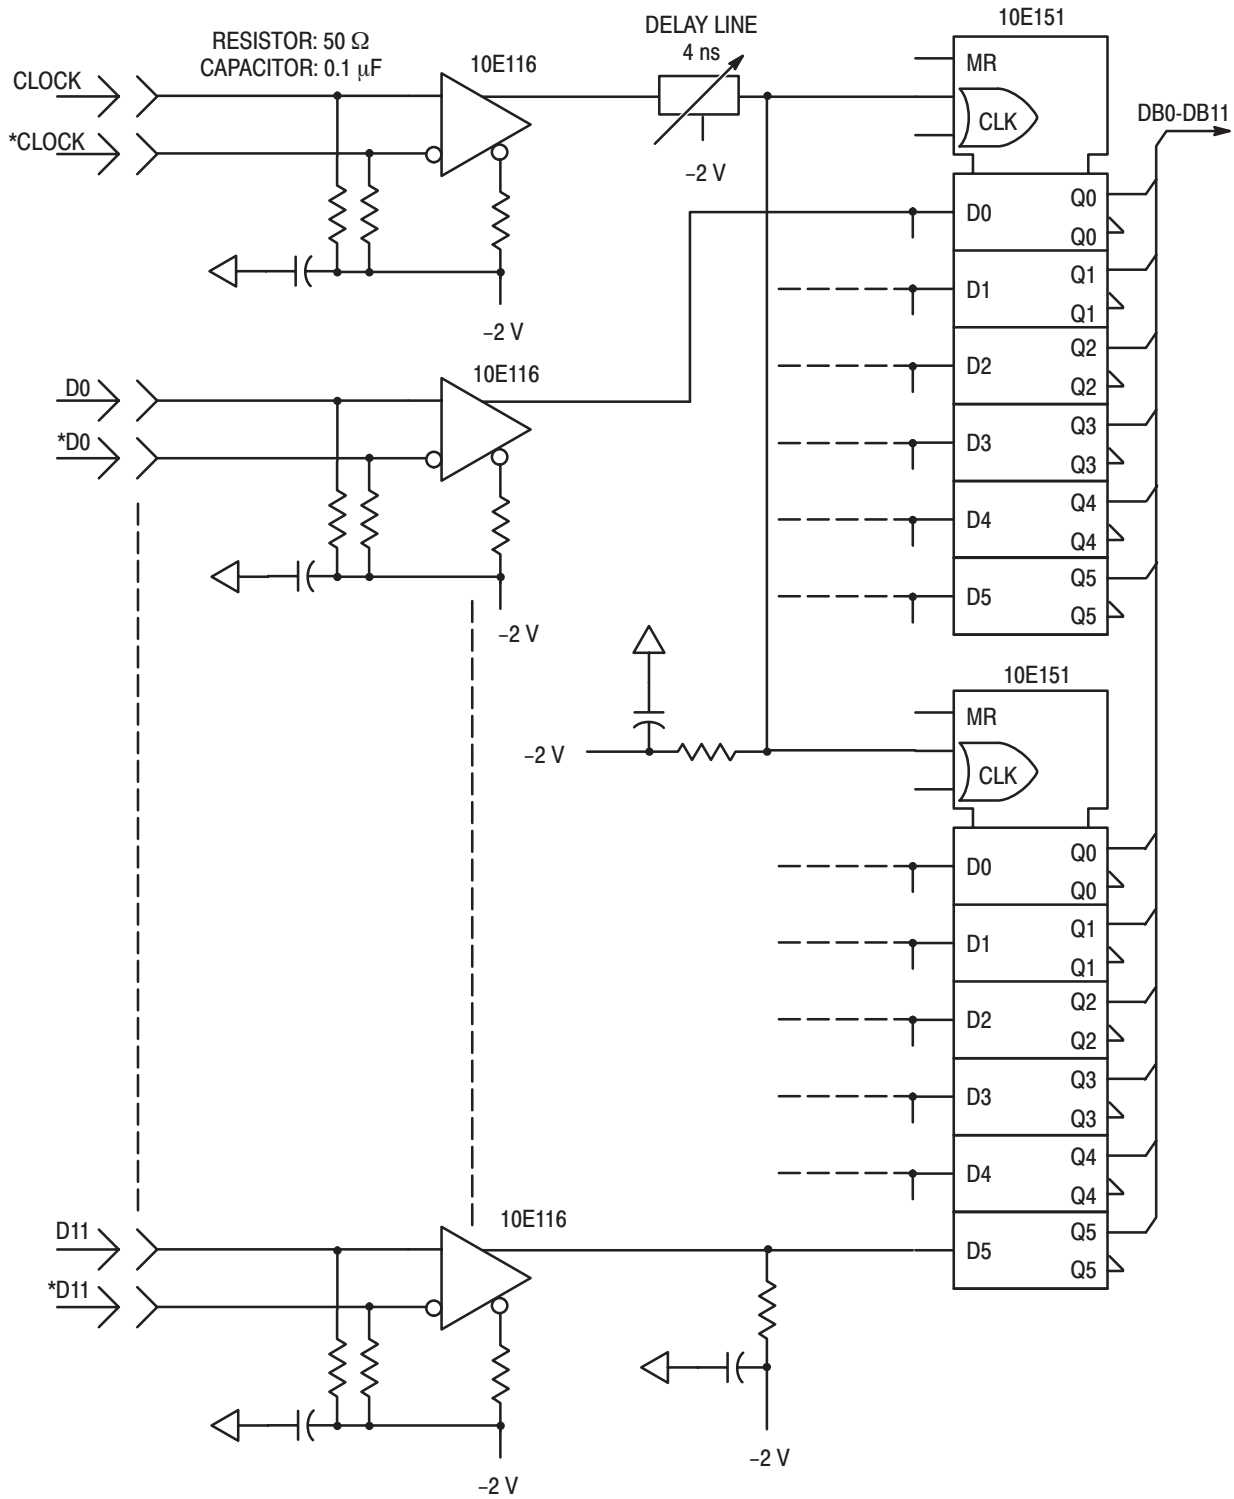 RESISTOR: 50 Ω
CAPACITOR: 0.1 μF
CLOCK
*CLOCK
10E116
DELAY LINE
4 ns
–2 V
–2 V
10E151
MR
CLK
DB0-DB11
D0
Q0
Q0
D1
Q1
Q1
D2
Q2
Q2
D3
Q3
Q3
D4
Q4
Q4
D5
Q5
Q5
D0
*D0
10E116
–2 V
–2 V
10E151
MR
CLK
D0
Q0
Q0
D1
Q1
Q1
D2
Q2
Q2
D3
Q3
Q3
D4
Q4
Q4
D5
Q5
Q5
D11
*D11
10E116
–2 V
–2 V